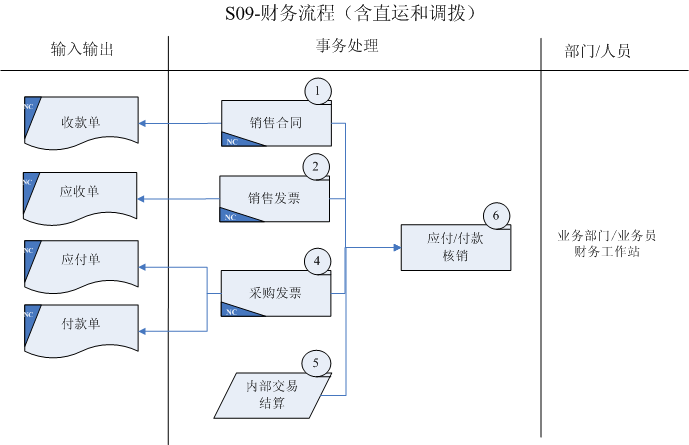 S09-财务流程（含直运和调拨）
输入输出
事务处理
部门/人员
NC
收款单
1
销售合同
NC
NC
应收单
2
销售发票
NC
NC
应付单
4
采购发票
NC
NC
付款单
5
内部交易
结算
6
应付/付款
核销
业务部门/业务员
财务工作站